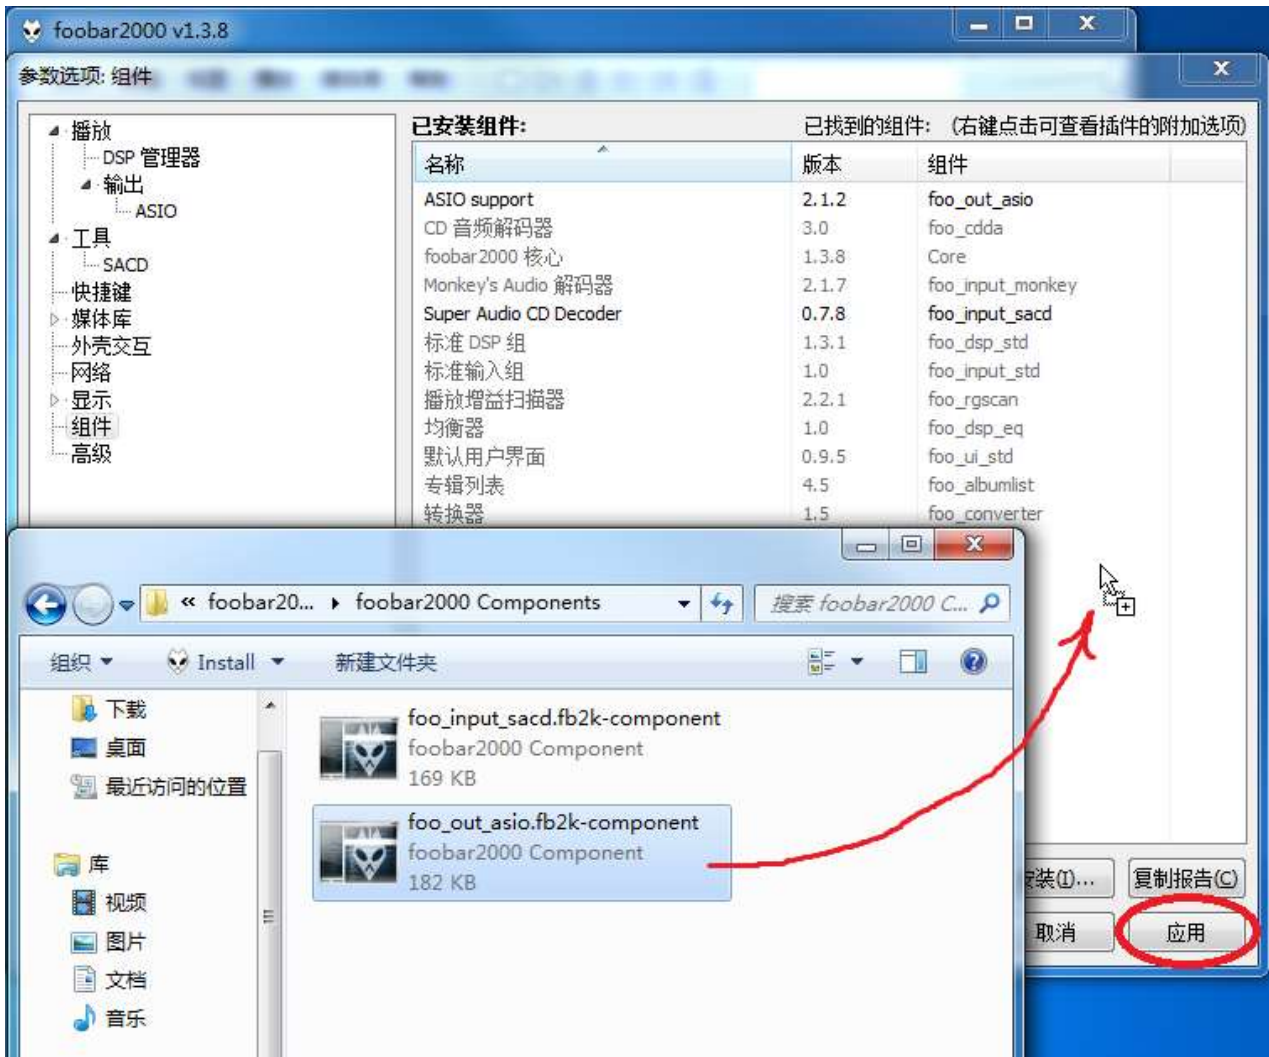 foobar2000 v1.3.8
参数选项: 组件
播放
DSP 管理器
输出
ASIO
工具
SACD
快捷键
媒体库
外壳交互
网络
显示
组件
高级
已安装组件: 已找到的组件: (右键点击可查看插件的附加选项)
名称 版本 组件
ASIO support 2.1.2 foo_out_asio
CD 音频解码器 3.0 foo_cdda
foobar2000 核心 1.3.8 Core
Monkey's Audio 解码器 2.1.7 foo_input_monkey
Super Audio CD Decoder 0.7.8 foo_input_sacd
标准 DSP 组 1.3.1 foo_dsp_std
标准输入组 1.0 foo_input_std
播放增益扫描器 2.2.1 foo_rgscan
均衡器 1.0 foo_dsp_eq
默认用户界面 0.9.5 foo_ui_std
专辑列表 4.5 foo_albumlist
转换器 1.5 foo_converter
« foobar20... foobar2000 Components 搜索 foobar2000 C...
组织 Install 新建文件夹
下载
桌面
最近访问的位置
库
视频
图片
文档
音乐
foo_input_sacd.fb2k-component
foobar2000 Component
169 KB
foo_out_asio.fb2k-component
foobar2000 Component
182 KB
装(I)... 复制报告(C)
取消 应用